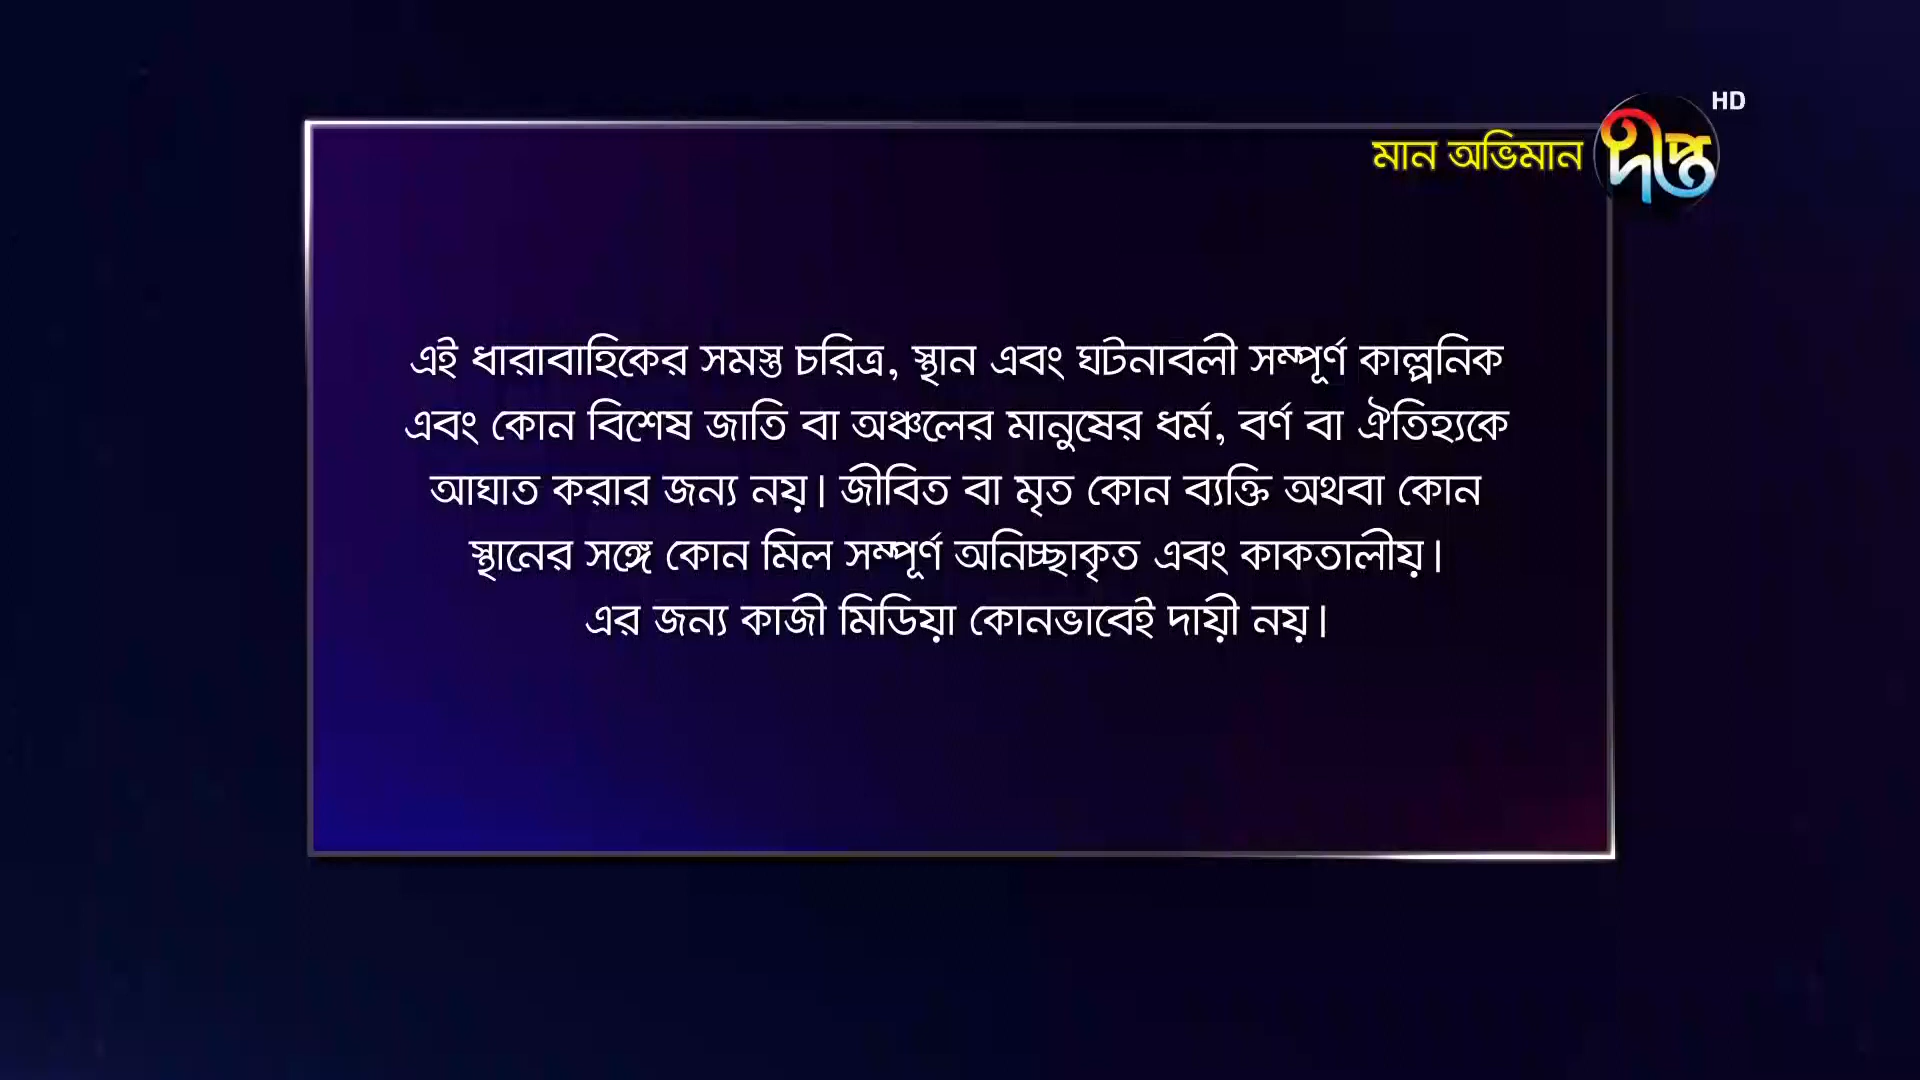 HD
মান অভিমান দীপ্ত
এই ধারাবাহিকের সমস্ত চরিত্র, স্থান এবং ঘটনাবলী সম্পূর্ণ কাল্পনিক
এবং কোন বিশেষ জাতি বা অঞ্চলের মানুষের ধর্ম, বর্ণ বা ঐতিহ্যকে
আঘাত করার জন্য নয়। জীবিত বা মৃত কোন ব্যক্তি অথবা কোন
স্থানের সঙ্গে কোন মিল সম্পূর্ণ অনিচ্ছাকৃত এবং কাকতালীয়।
এর জন্য কাজী মিডিয়া কোনভাবেই দায়ী নয়।